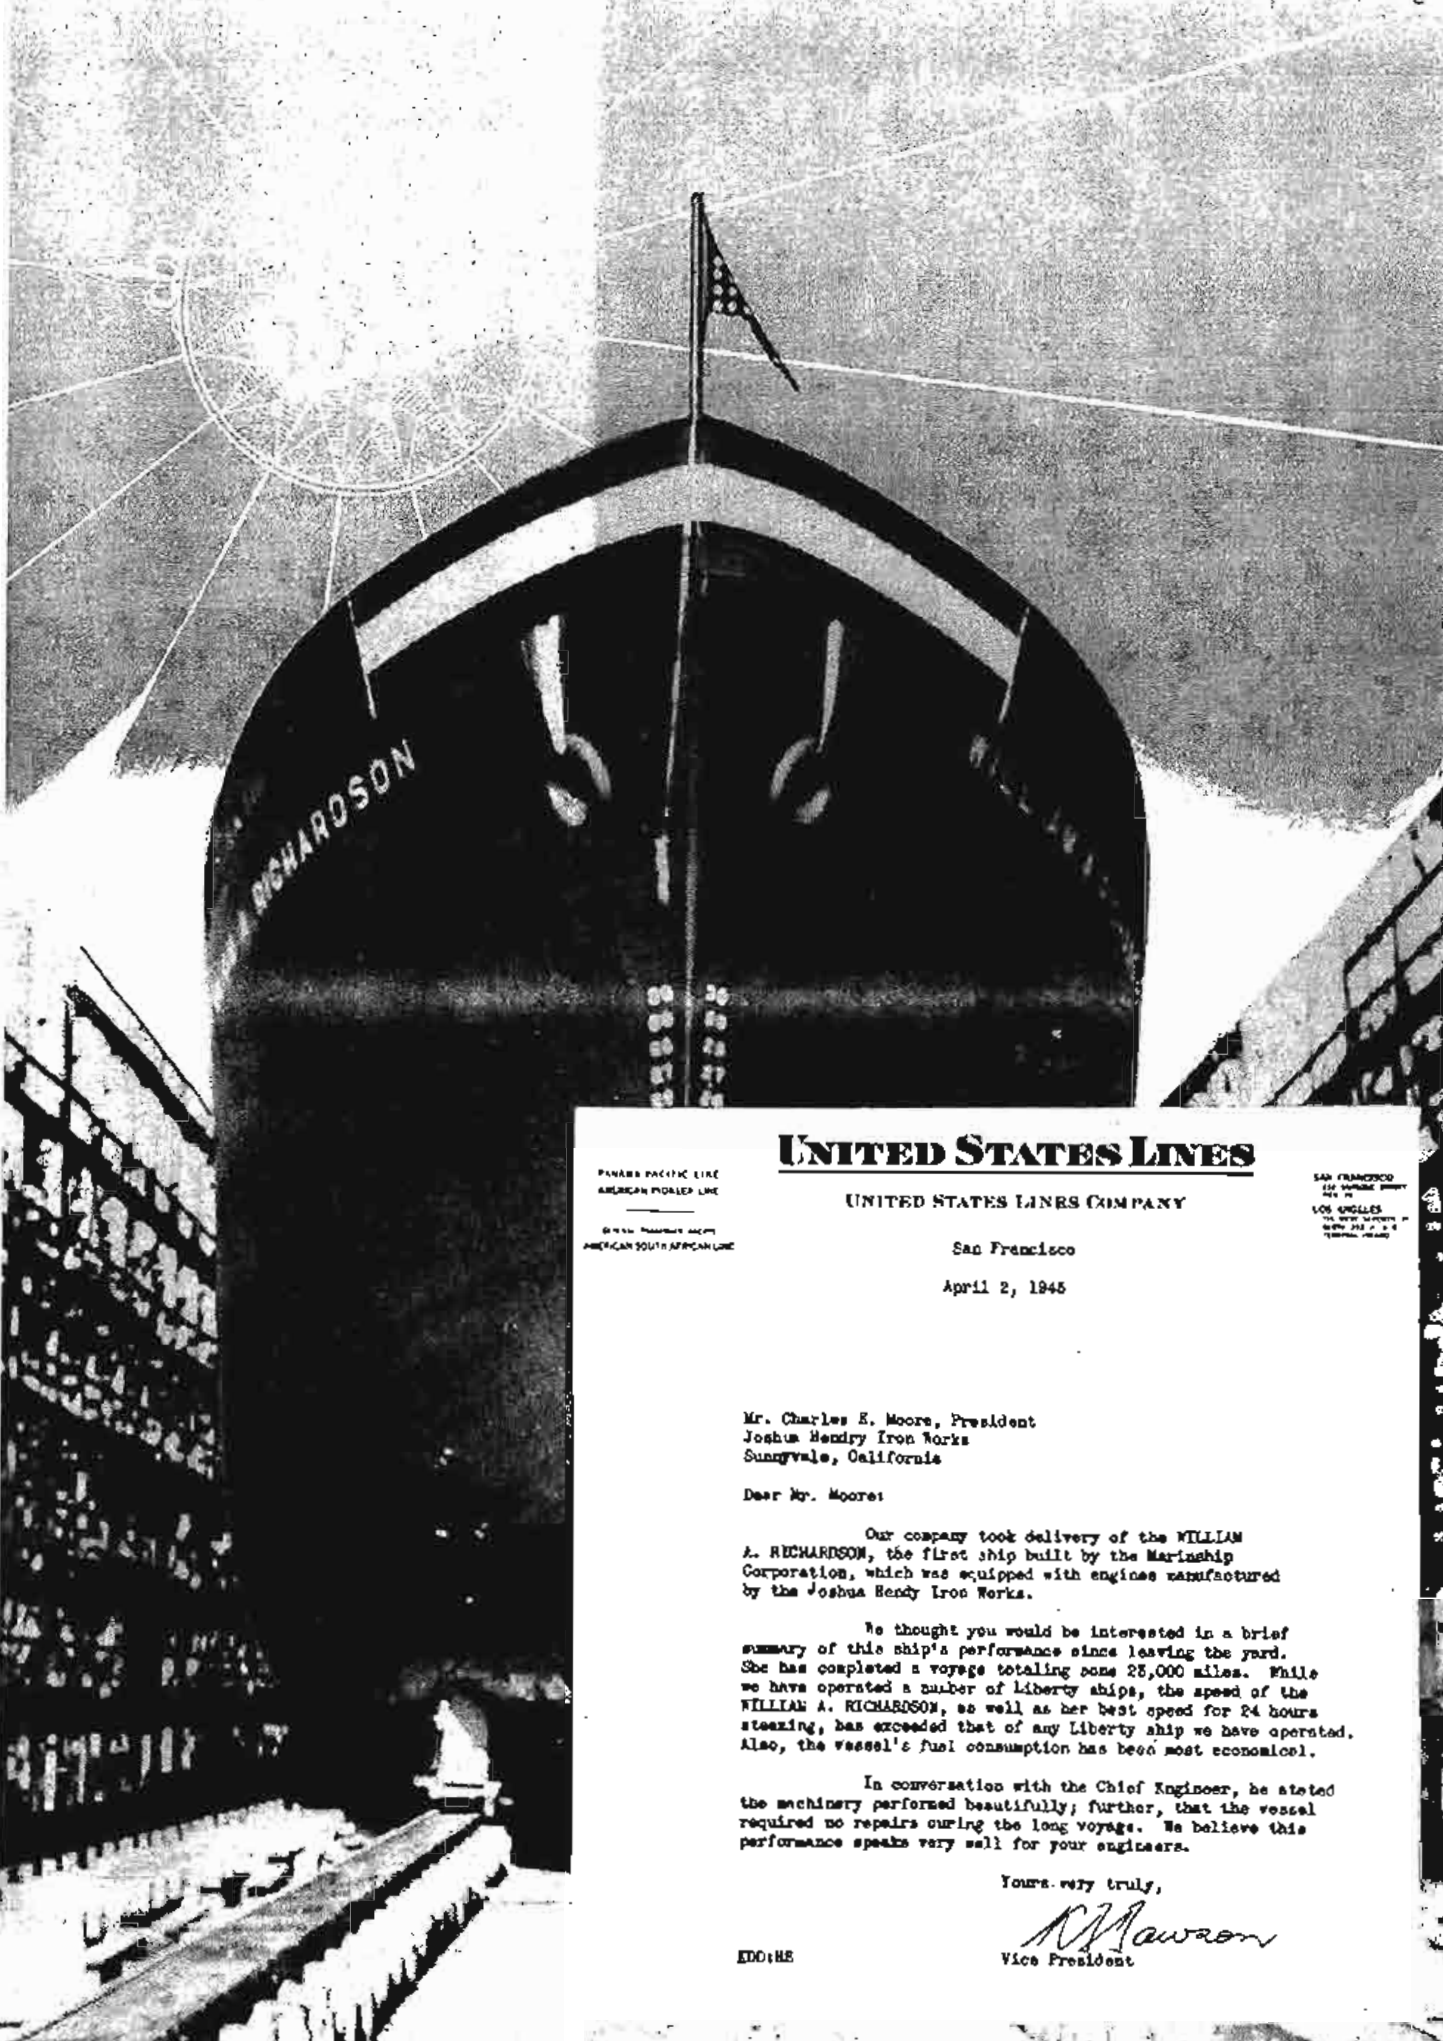 RICHARDSON
UNITED STATES LINES
UNITED STATES LINES COMPANY
PANAMA PACIFIC LINE
AMERICAN PIONEER LINE
AMERICAN SOUTH AFRICAN LINE
SAN FRANCISCO
LOS ANGELES
San Francisco
April 2, 1945
Mr. Charles E. Moore, President
Joshua Hendry Iron Works
Sunnyvale, California
Dear Mr. Moore:
Our company took delivery of the WILLIAM
A. RICHARDSON, the first ship built by the Marinship
Corporation, which was equipped with engines manufactured
by the Joshua Hendy Iron Works.
We thought you would be interested in a brief
summary of this ship's performance since leaving the yard.
She has completed a voyage totaling some 25,000 miles. While
we have operated a number of Liberty ships, the speed of the
WILLIAM A. RICHARDSON, as well as her best speed for 24 hours
steaming, has exceeded that of any Liberty ship we have operated.
Also, the vessel's fuel consumption has been most economical.
In conversation with the Chief Engineer, he stated
the machinery performed beautifully; further, that the vessel
required no repairs during the long voyage. We believe this
performance speaks very well for your engineers.
Yours very truly,
Lawson
Vice President